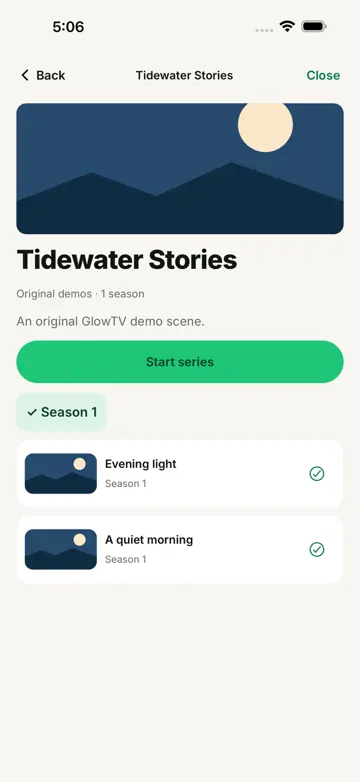 5:06
Back
Tidewater Stories
Close
Tidewater Stories
Original demos · 1 season
An original GlowTV demo scene.
Start series
✓ Season 1
Evening light
Season 1
A quiet morning
Season 1